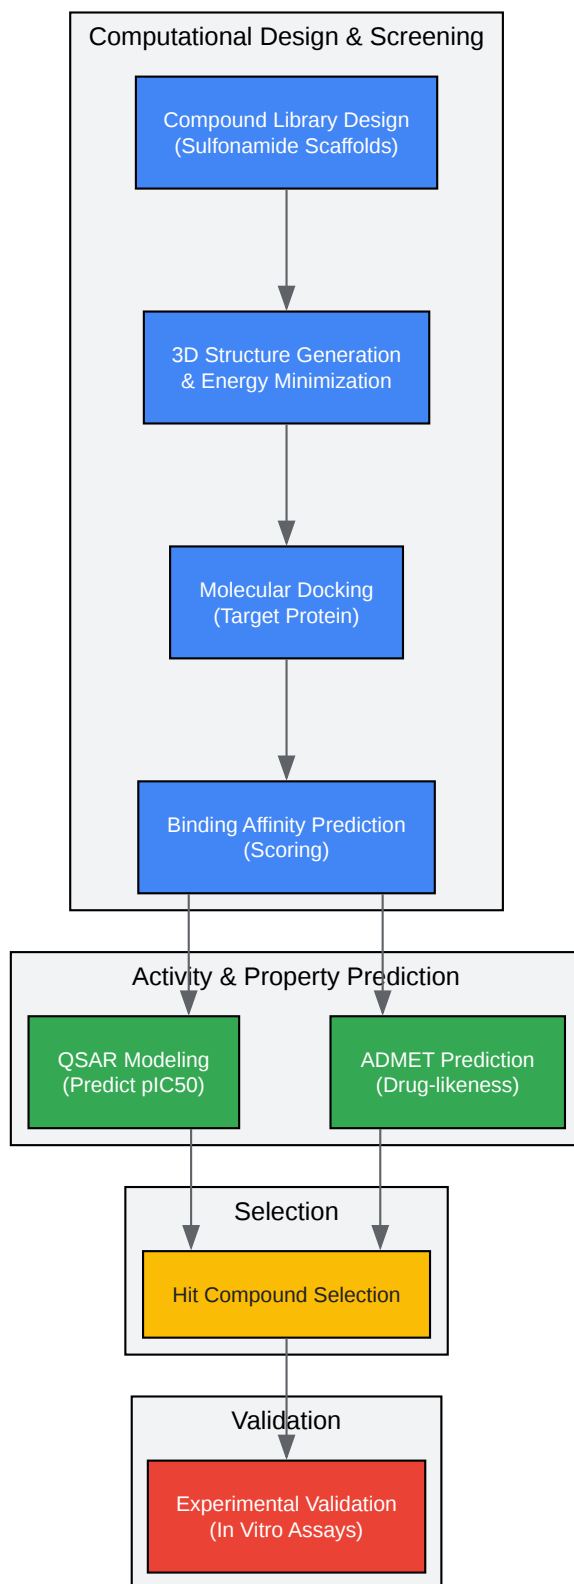 Computational Design & Screening
Compound Library Design
(Sulfonamide Scaffolds)
3D Structure Generation
& Energy Minimization
Molecular Docking
(Target Protein)
Binding Affinity Prediction
(Scoring)
Activity & Property Prediction
QSAR Modeling
(Predict pIC50)
ADMET Prediction
(Drug-likeness)
Selection
Hit Compound Selection
Validation
Experimental Validation
(In Vitro Assays)